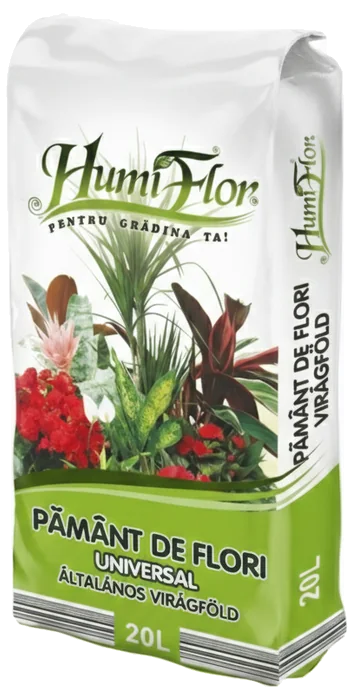 HumiFlor®
PENTRU GRĂDINA TA!
PĂMÂNT DE FLORI
UNIVERSAL
ÁLTALÁNOS VIRÁGFÖLD
20L
HumiFlor®
PĂMÂNT DE FLORI
VIRÁGFÖLD
20L